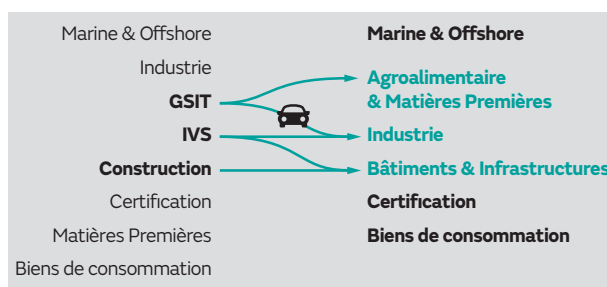 Marine & Offshore
Industrie
GSIT
IVS
Construction
Certification
Matières Premières
Biens de consommation
Marine & Offshore
Agroalimentaire
& Matières Premières
Industrie
Bâtiments & Infrastructures
Certification
Biens de consommation